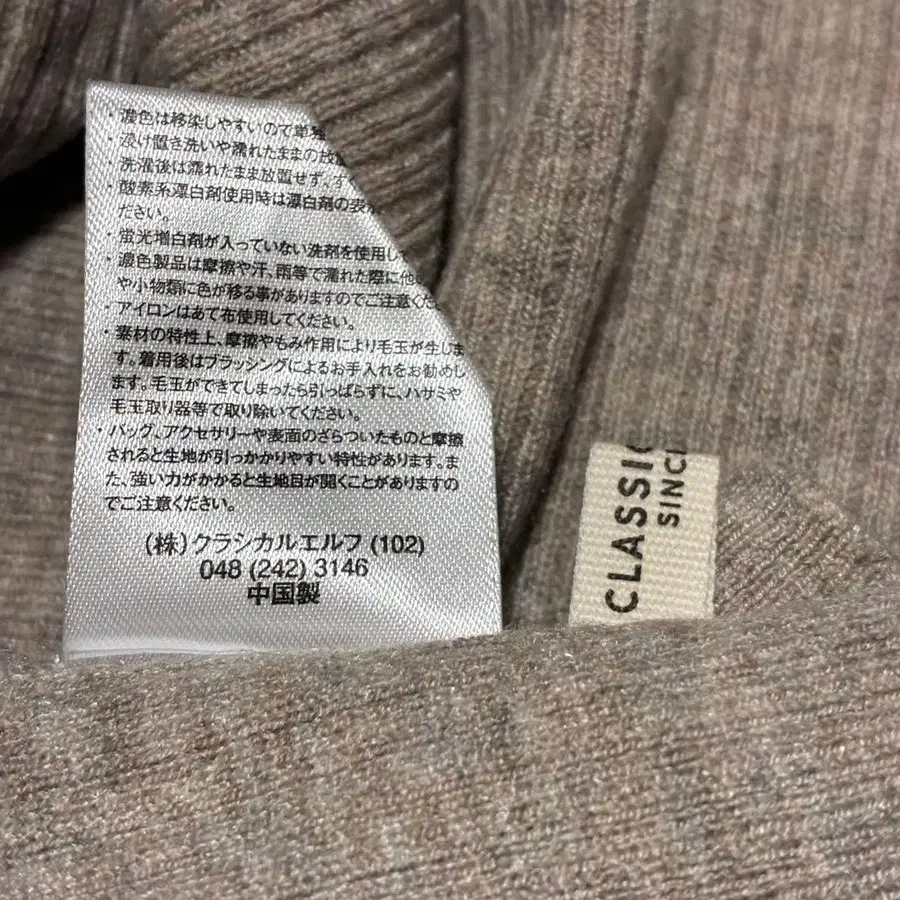 ・濃色は移染しやすいので単独
浸け置き洗いや濡れたままの放置
・洗濯後は濡れたまま放置せず、す
・酸素系漂白剤使用時は漂白剤の表
ださい。
・蛍光増白剤が入っていない洗剤を使用し
・濃色製品は摩擦や汗、雨等で濡れた際に他
や小物類に色が移る事がありますのでご注意くだ
・アイロンはあて布使用してください。
・素材の特性上、摩擦やもみ作用により毛玉が生じま
す。着用後はブラッシングによるお手入れをお勧めし
ます。毛玉ができてしまったら引っぱらずに、ハサミや
毛玉取り器等で取り除いてください。
・バッグ、アクセサリーや表面のざらついたものと摩擦
されると生地が引っかかりやすい特性があります。ま
た、強い力がかかると生地目が開くことがありますの
でご注意ください。
(株)クラシカルエルフ (102)
048 (242) 3146
中国製
CLASSIC
SINC